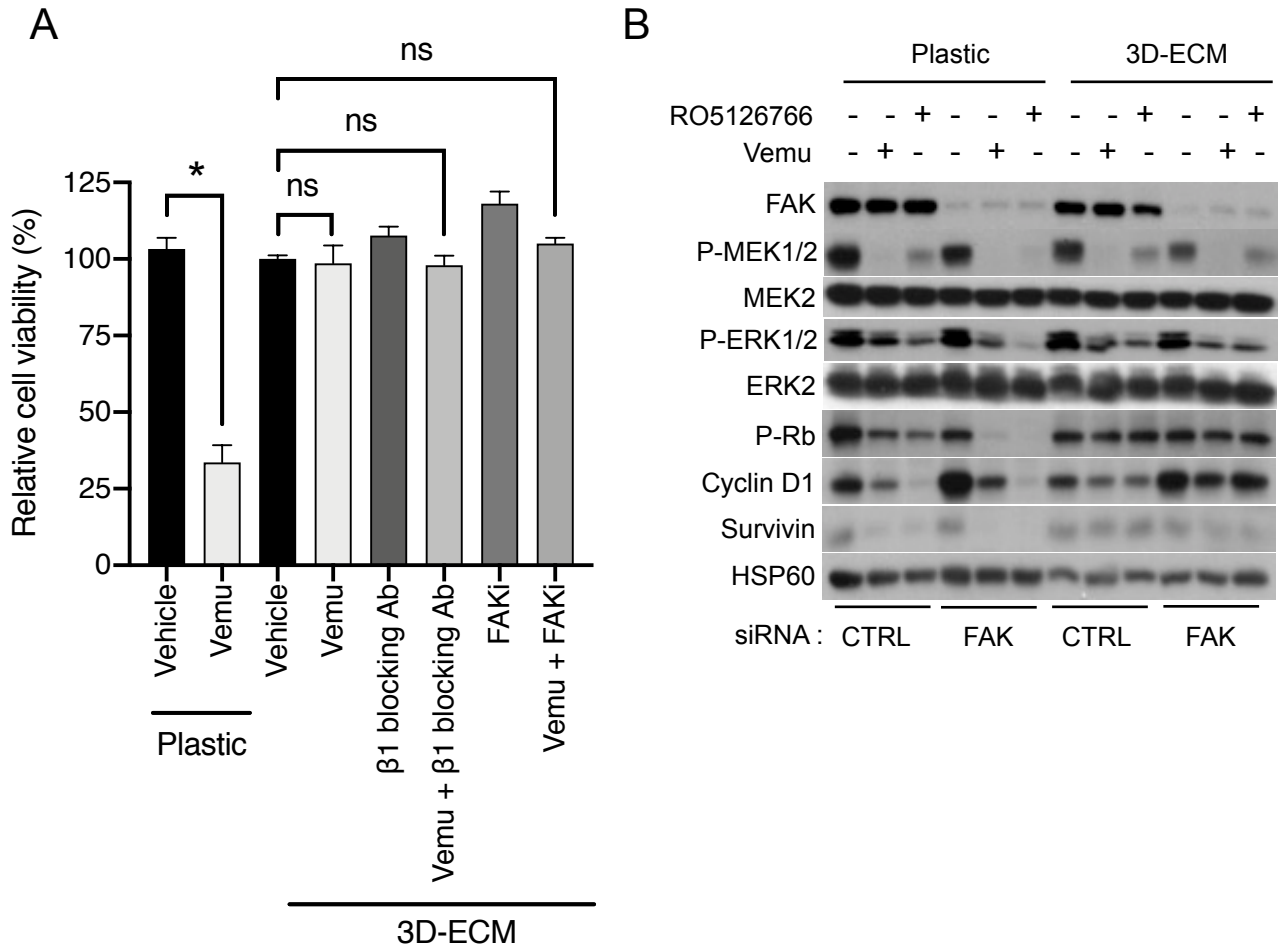 A
ns
ns
*
ns
125
100
75
50
25
0
Relative cell viability (%)
Vehicle
Vemu
Vehicle
Vemu
β1 blocking Ab
Vemu + β1 blocking Ab
FAKi
Vemu + FAKi
Plastic
3D-ECM
B
Plastic 3D-ECM
RO5126766 - - + - - + - - + - - +
Vemu - + - - + - - + - - + -
FAK
P-MEK1/2
MEK2
P-ERK1/2
ERK2
P-Rb
Cyclin D1
Survivin
HSP60
siRNA : CTRL FAK CTRL FAK